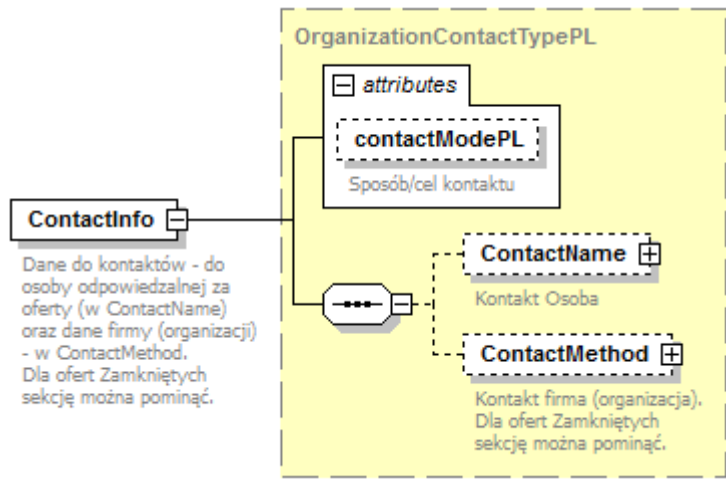 OrganizationContactTypePL
attributes
contactModePL
Sposób/cel kontaktu
ContactInfo
Dane do kontaktów - do
osoby odpowiedzalnej za
oferty (w ContactName)
oraz dane firmy (organizacji)
- w ContactMethod.
Dla ofert Zamkniętych
sekcję można pominąć.
ContactName
Kontakt Osoba
ContactMethod
Kontakt firma (organizacja).
Dla ofert Zamkniętych
sekcję można pominąć.